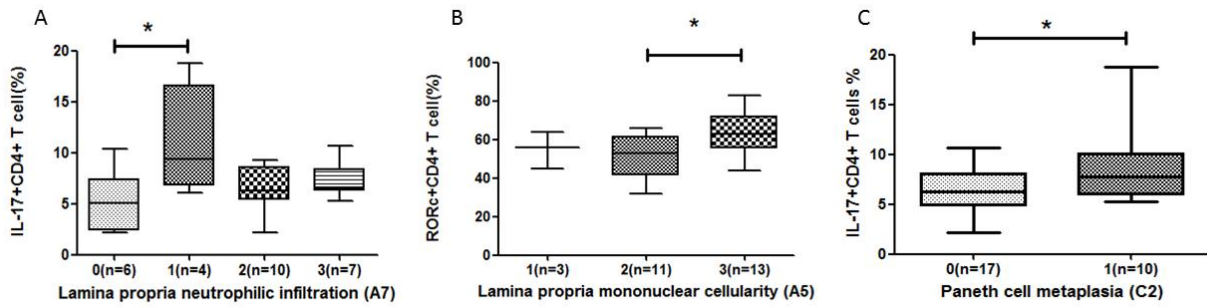 A
*
IL-17+CD4+ T cell(%)
20
15
10
5
0
0(n=6) 1(n=4) 2(n=10) 3(n=7)
Lamina propria neutrophilic infiltration (A7)
B
*
RORc+CD4+ T cell(%)
100
80
60
40
20
0
1(n=3) 2(n=11) 3(n=13)
Lamina propria mononuclear cellularity (A5)
C
*
IL-17+CD4+ T cells %
20
15
10
5
0
0(n=17) 1(n=10)
Paneth cell metaplasia (C2)